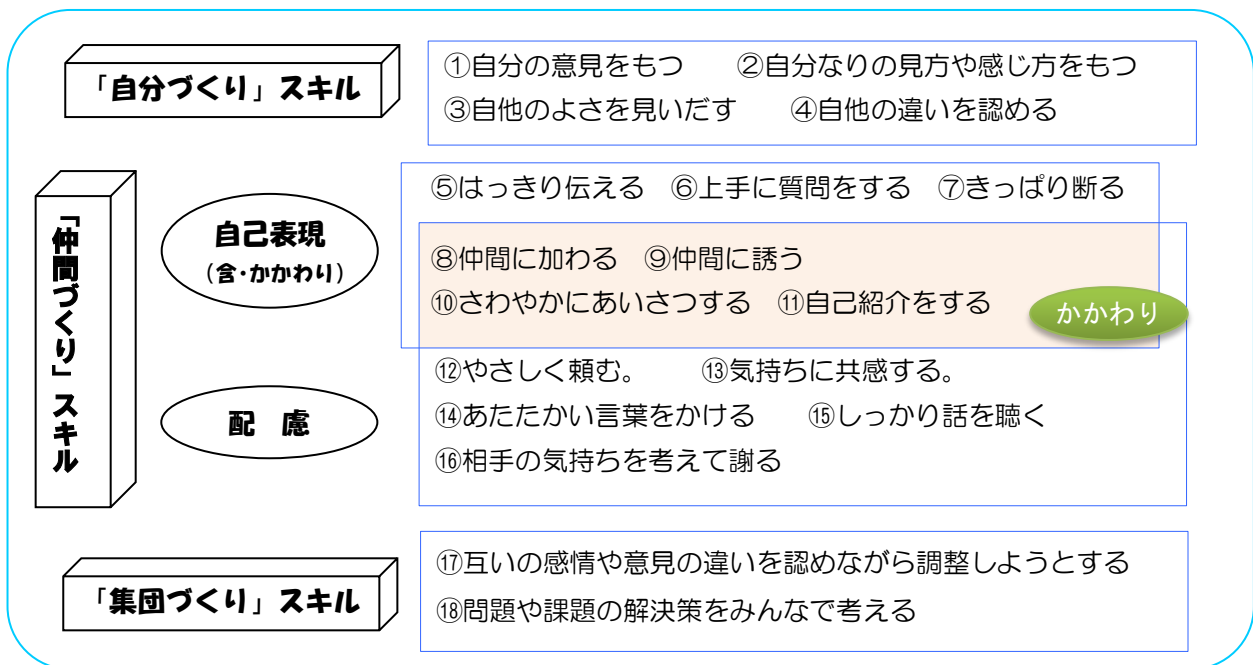 「自分づくり」スキル
①自分の意見をもつ　②自分なりの見方や感じ方をもつ
③自他のよさを見いだす　④自他の違いを認める
「仲間づくり」スキル
自己表現
（含・かかわり）
⑤はっきり伝える　⑥上手に質問をする　⑦きっぱり断る
⑧仲間に加わる　⑨仲間に誘う
⑩さわやかにあいさつする　⑪自己紹介をする
かかわり
配　慮
⑫やさしく頼む。　⑬気持ちに共感する。
⑭あたたかい言葉をかける　⑮しっかり話を聴く
⑯相手の気持ちを考えて謝る
「集団づくり」スキル
⑰互いの感情や意見の違いを認めながら調整しようとする
⑱問題や課題の解決策をみんなで考える